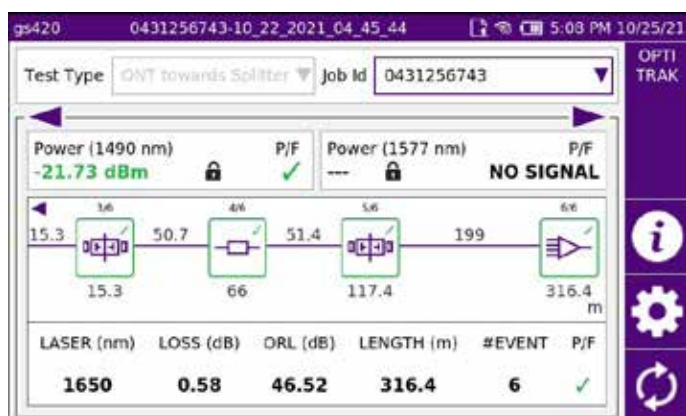 gs420 0431256743-10_22_2021_04_45_44 5:08 PM 10/25/21
OPTI
TRAK
Test Type ONT towards Splitter Job Id 0431256743
Power (1490 nm) P/F
-21.73 dBm
Power (1577 nm) P/F
--- NO SIGNAL
3/6 4/6 5/6 6/6
15.3 50.7 51.4 199
15.3 66 117.4 316.4
m
LASER (nm) LOSS (dB) ORL (dB) LENGTH (m) #EVENT P/F
1650 0.58 46.52 316.4 6